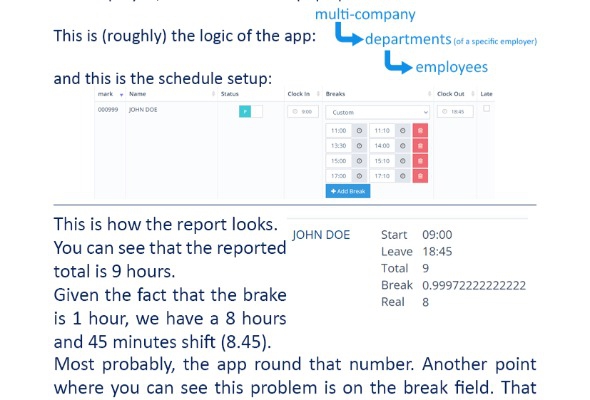 multi-company
This is (roughly) the logic of the app:
departments (of a specific employer)
employees
and this is the schedule setup:
mark Name Status Clock In Breaks Clock Out Late
000999 JOHN DOE P 9:00 Custom 18:45
11:00 11:10
13:30 14:00
15:00 15:10
17:00 17:10
+ Add Break
This is how the report looks.
You can see that the reported
total is 9 hours.
Given the fact that the brake
is 1 hour, we have a 8 hours
and 45 minutes shift (8.45).
JOHN DOE Start 09:00
Leave 18:45
Total 9
Break 0.99972222222222
Real 8
Most probably, the app round that number. Another point
where you can see this problem is on the break field. That